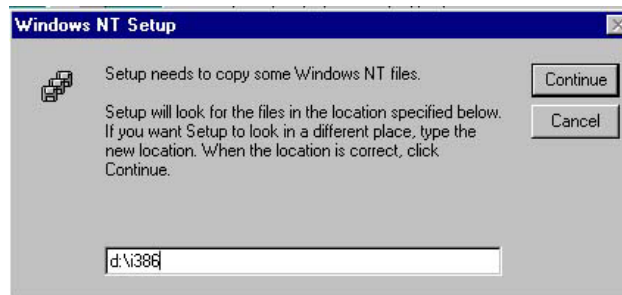 Windows NT Setup
Setup needs to copy some Windows NT files.
Setup will look for the files in the location specified below.
If you want Setup to look in a different place, type the
new location. When the location is correct, click
Continue.
Continue
Cancel
d:\i386